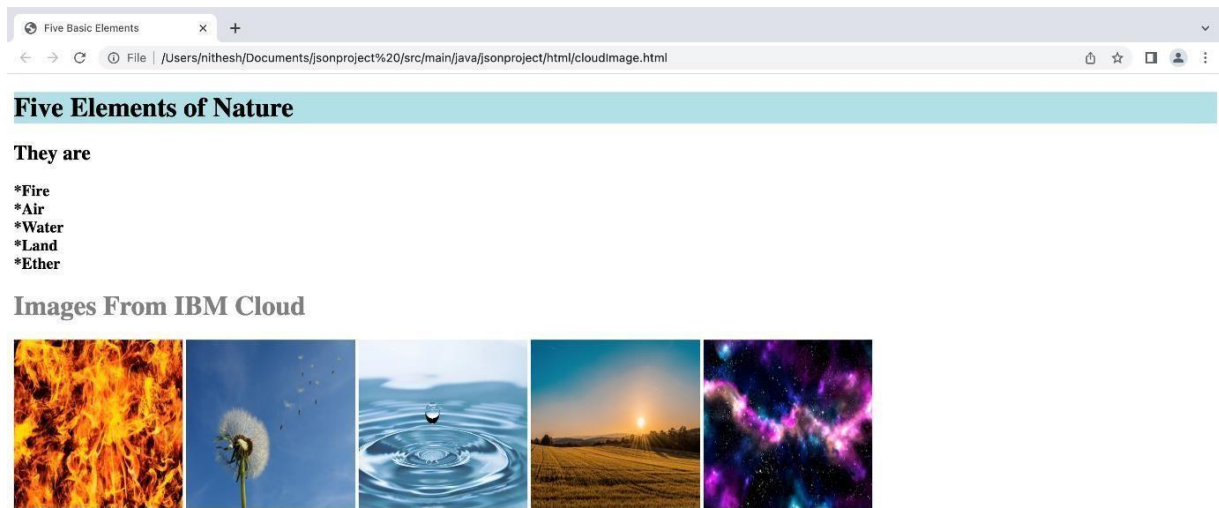 Five Basic Elements
File | /Users/nithesh/Documents/jsonproject%20/src/main/java/jsonproject/html/cloudImage.html
Five Elements of Nature
They are
*Fire
*Air
*Water
*Land
*Ether
Images From IBM Cloud